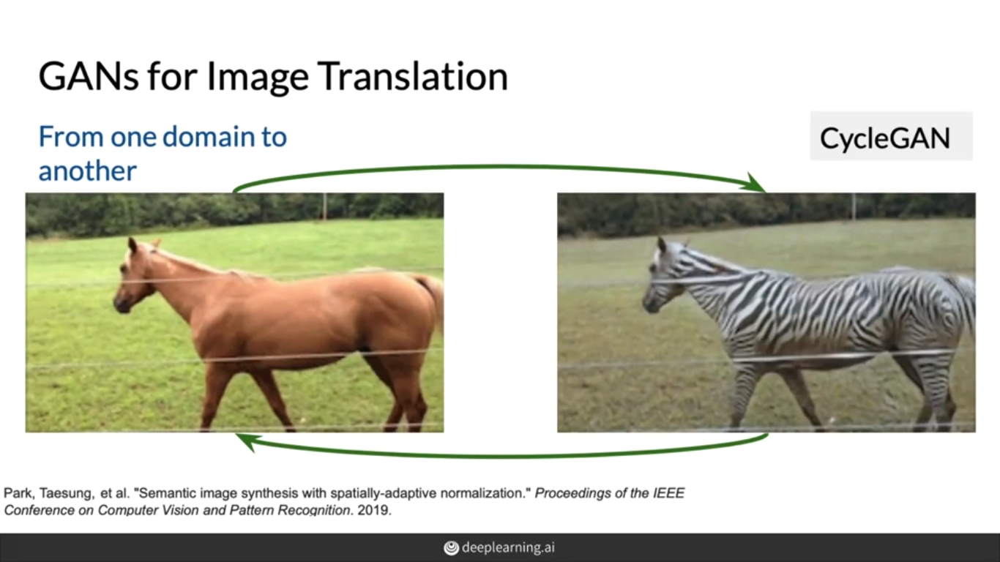 GANs for Image Translation
From one domain to
another
CycleGAN
Park, Taesung, et al. "Semantic image synthesis with spatially-adaptive normalization." Proceedings of the IEEE
Conference on Computer Vision and Pattern Recognition. 2019.
deeplearning.ai